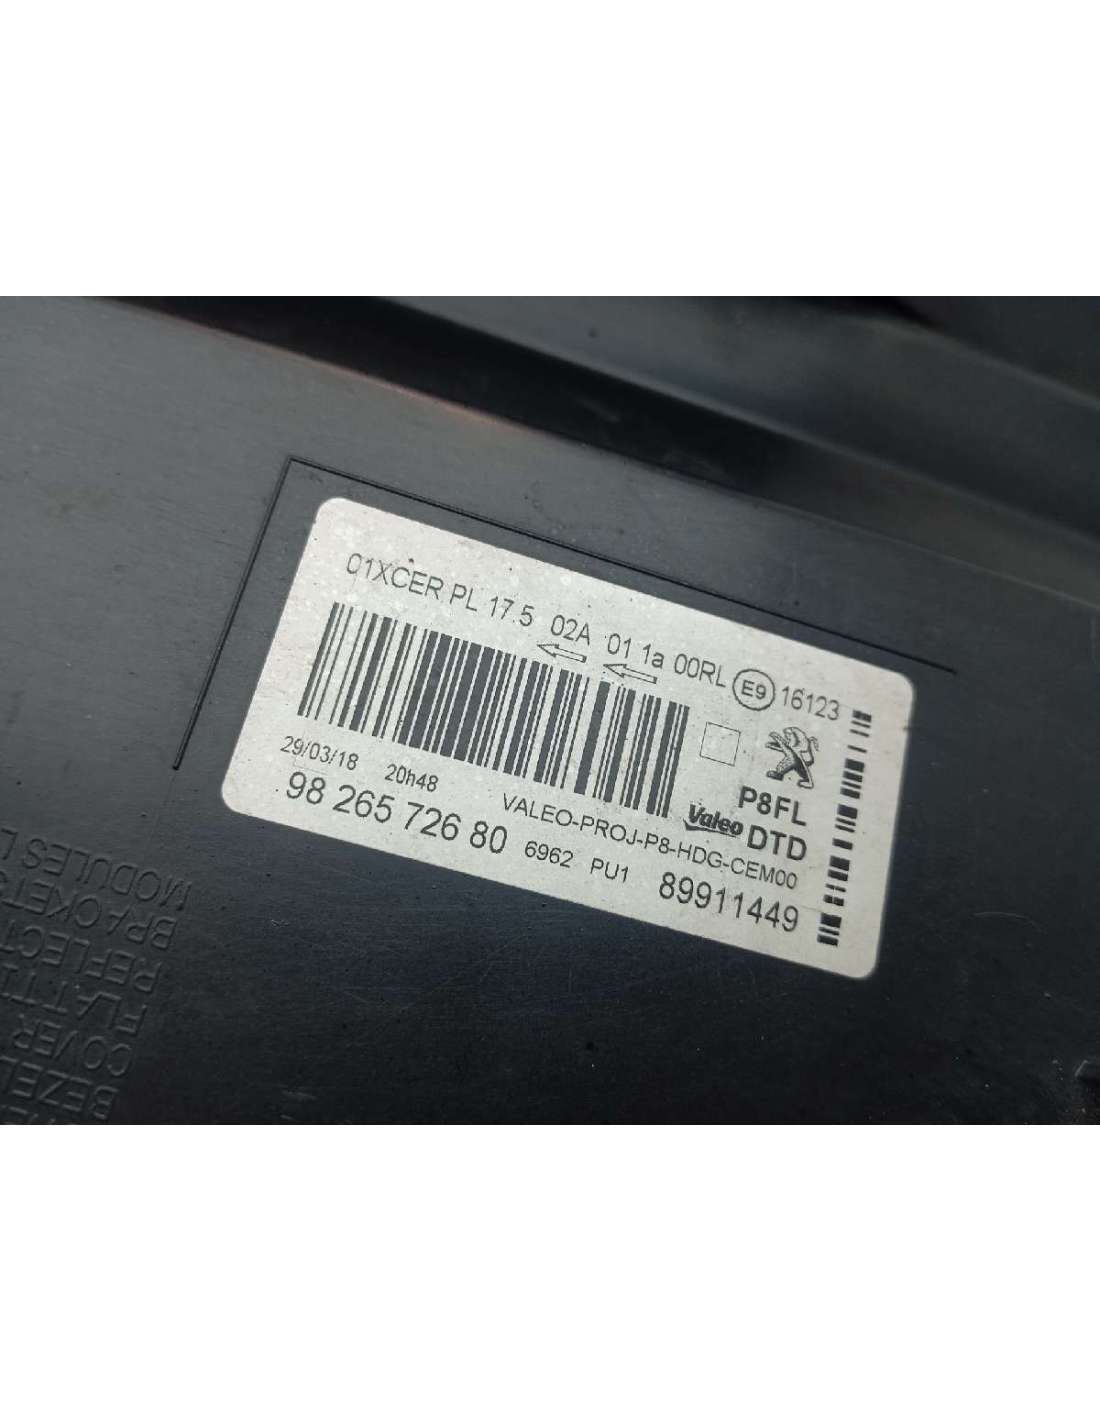 01XCER PL 17.5 02A 01 1a 00RL E9 16123
29/03/18 20h48
VALEO-PROJ-P8-HDG-CEM00
Valeo
P8FL
DTD
98 265 726 80 6962 PU1 89911449
MODULES
BRACKETS
REFLECT
FLATTT
COVER
BEZEL